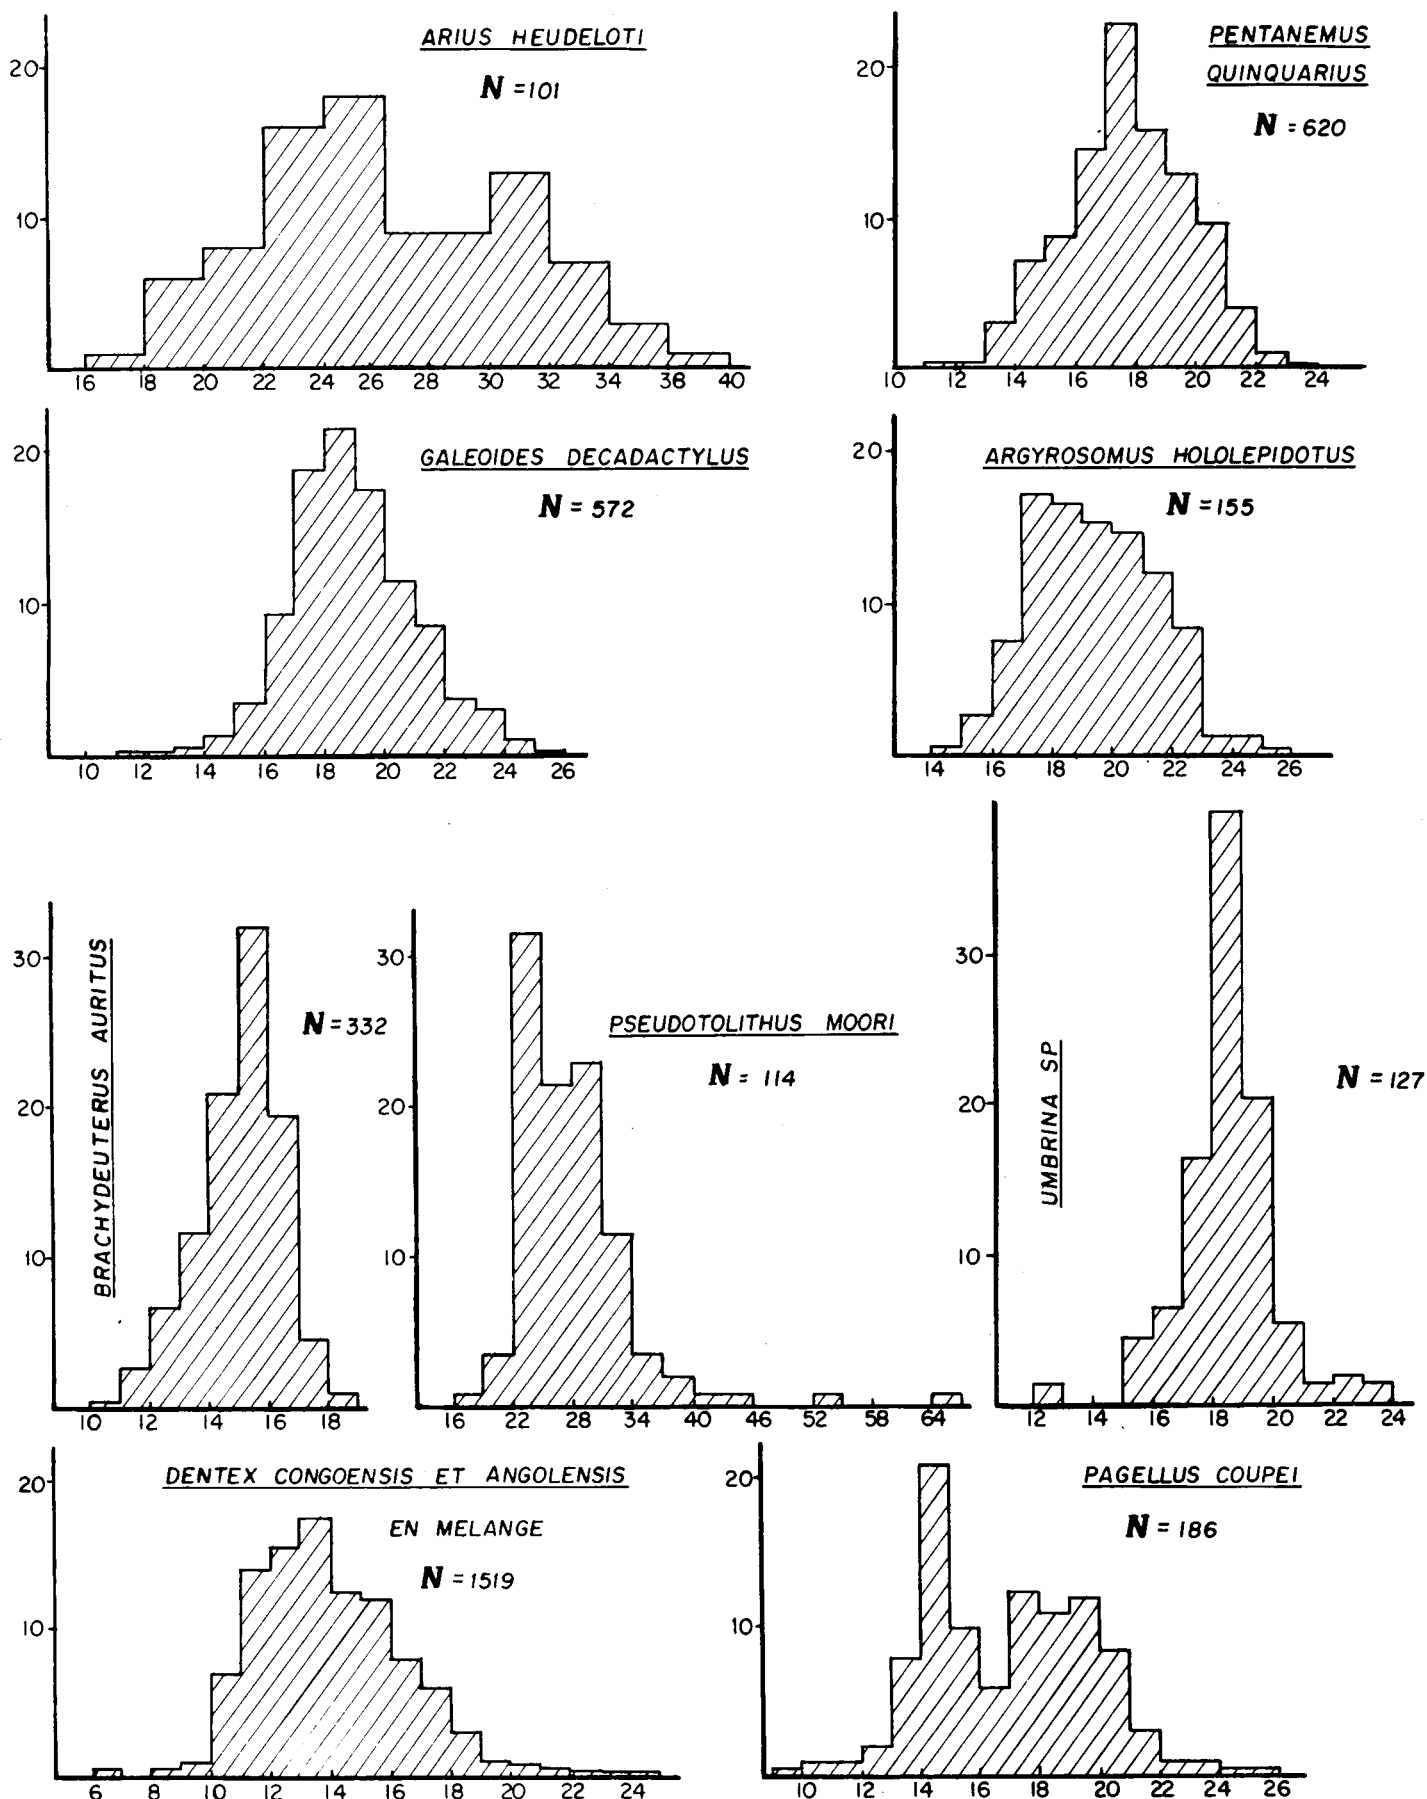 ARIUS HEUDELOTI
N = 101
20
10
16 18 20 22 24 26 28 30 32 34 36 38 40
PENTANEMUS
QUINQUARIUS
N = 620
20
10
10 12 14 16 18 20 22 24
GALEOIDES DECADACTYLUS
N = 572
20
10
10 12 14 16 18 20 22 24 26
ARGYROSOMUS HOLOLEPIDOTUS
N = 155
20
10
14 16 18 20 22 24 26
BRACHYDEUTERUS AURITUS
N = 332
30
20
10
10 12 14 16 18
PSEUDOTOLITHUS MOORI
N = 114
30
20
10
16 22 28 34 40 46 52 58 64
UMBRINA SP
N = 127
30
20
10
12 14 16 18 20 22 24
DENTEX CONGOENSIS ET ANGOLENSIS
EN MELANGE
N = 1519
20
10
6 8 10 12 14 16 18 20 22 24
PAGELLUS COUPEI
N = 186
20
10
10 12 14 16 18 20 22 24 26